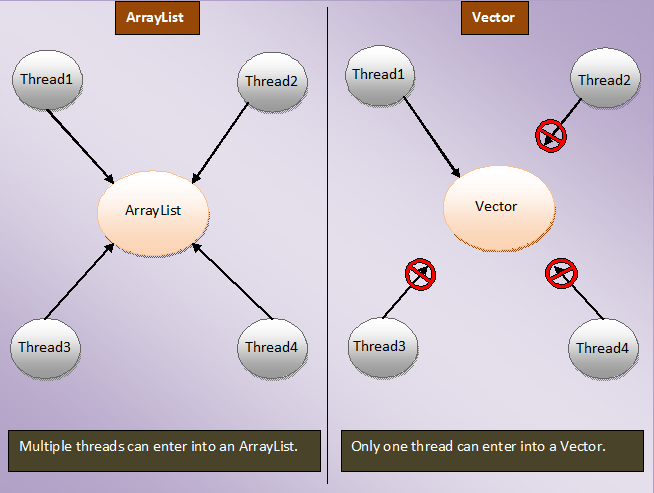 ArrayList
Vector
Thread1
Thread2
ArrayList
Thread3
Thread4
Multiple threads can enter into an ArrayList.
Thread1
Thread2
Vector
Thread3
Thread4
Only one thread can enter into a Vector.